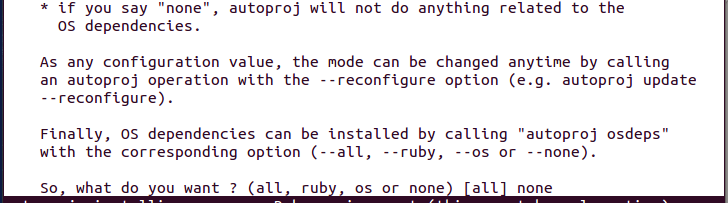 * if you say "none", autoproj will not do anything related to the
OS dependencies.
As any configuration value, the mode can be changed anytime by calling
an autoproj operation with the --reconfigure option (e.g. autoproj update
--reconfigure).
Finally, OS dependencies can be installed by calling "autoproj osdeps"
with the corresponding option (--all, --ruby, --os or --none).
So, what do you want ? (all, ruby, os or none) [all] none